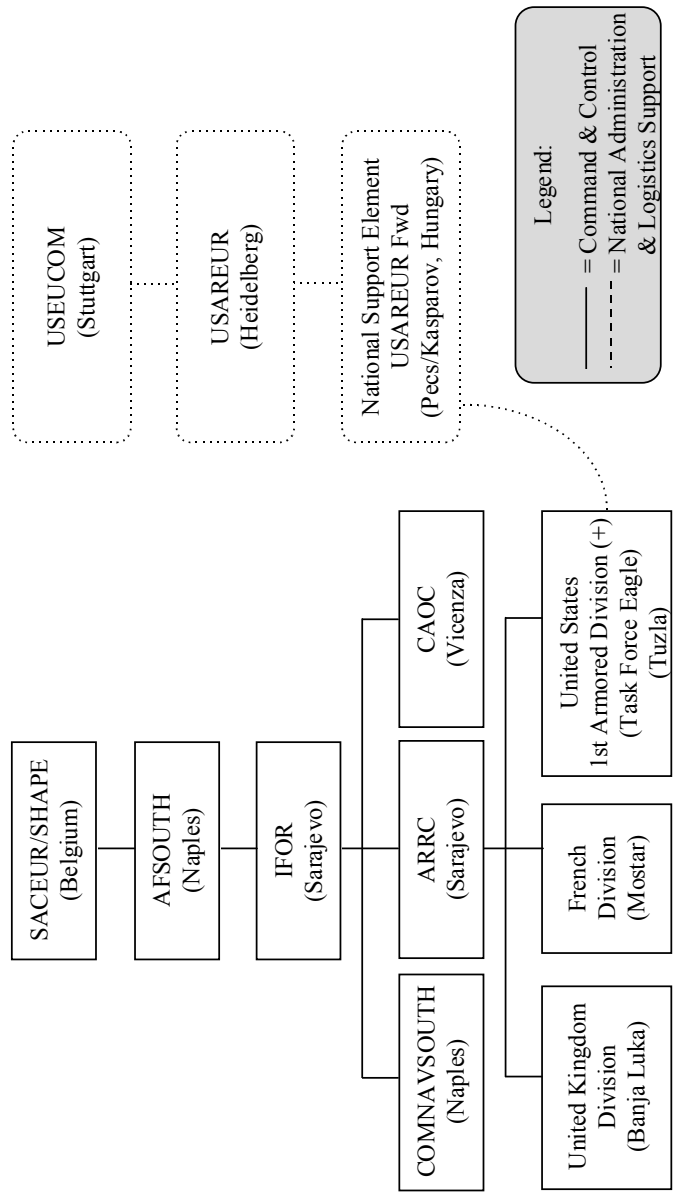 SACEUR/SHAPE
(Belgium)
USEUCOM
(Stuttgart)
AFSOUTH
(Naples)
USAREUR
(Heidelberg)
IFOR
(Sarajevo)
National Support Element
USAREUR Fwd
(Pecs/Kasparov, Hungary)
COMNAVSOUTH
(Naples)
ARRC
(Sarajevo)
CAOC
(Vicenza)
United Kingdom
Division
(Banja Luka)
French
Division
(Mostar)
United States
1st Armored Division (+)
(Task Force Eagle)
(Tuzla)
Legend:
= Command & Control
= National Administration
& Logistics Support